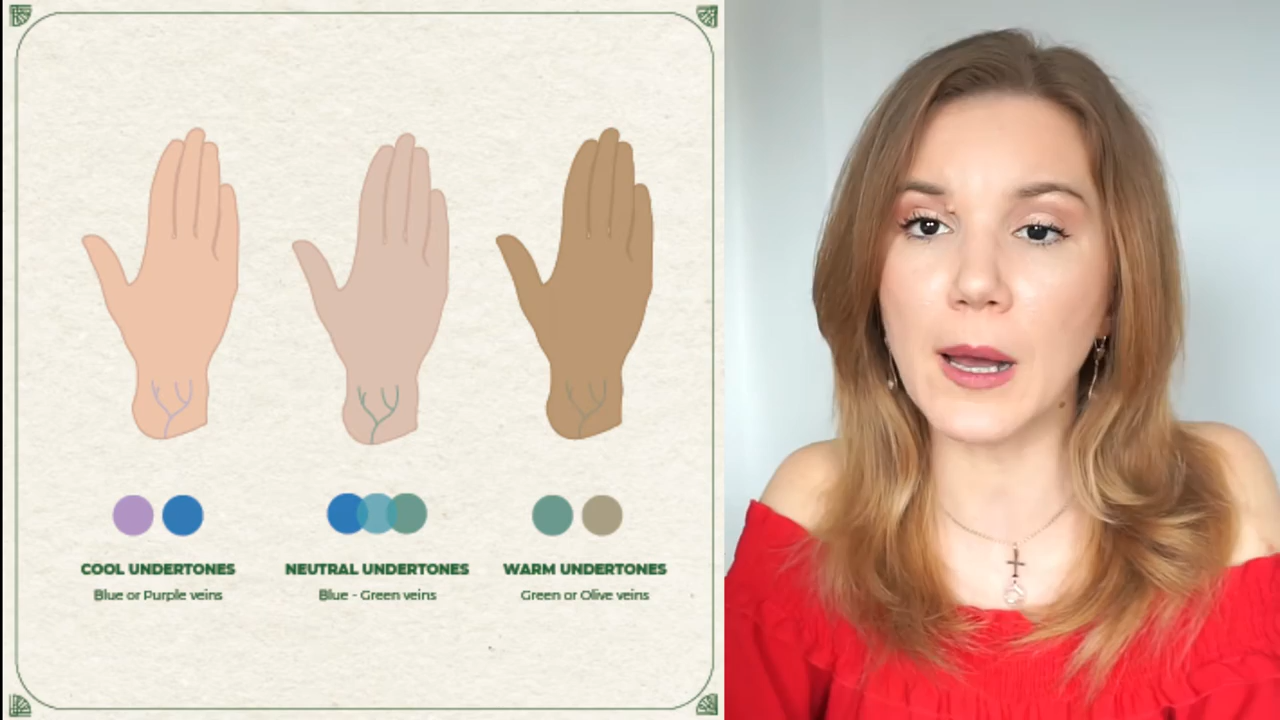 COOL UNDERTONES
Blue or Purple veins
NEUTRAL UNDERTONES
Blue - Green veins
WARM UNDERTONES
Green or Olive veins